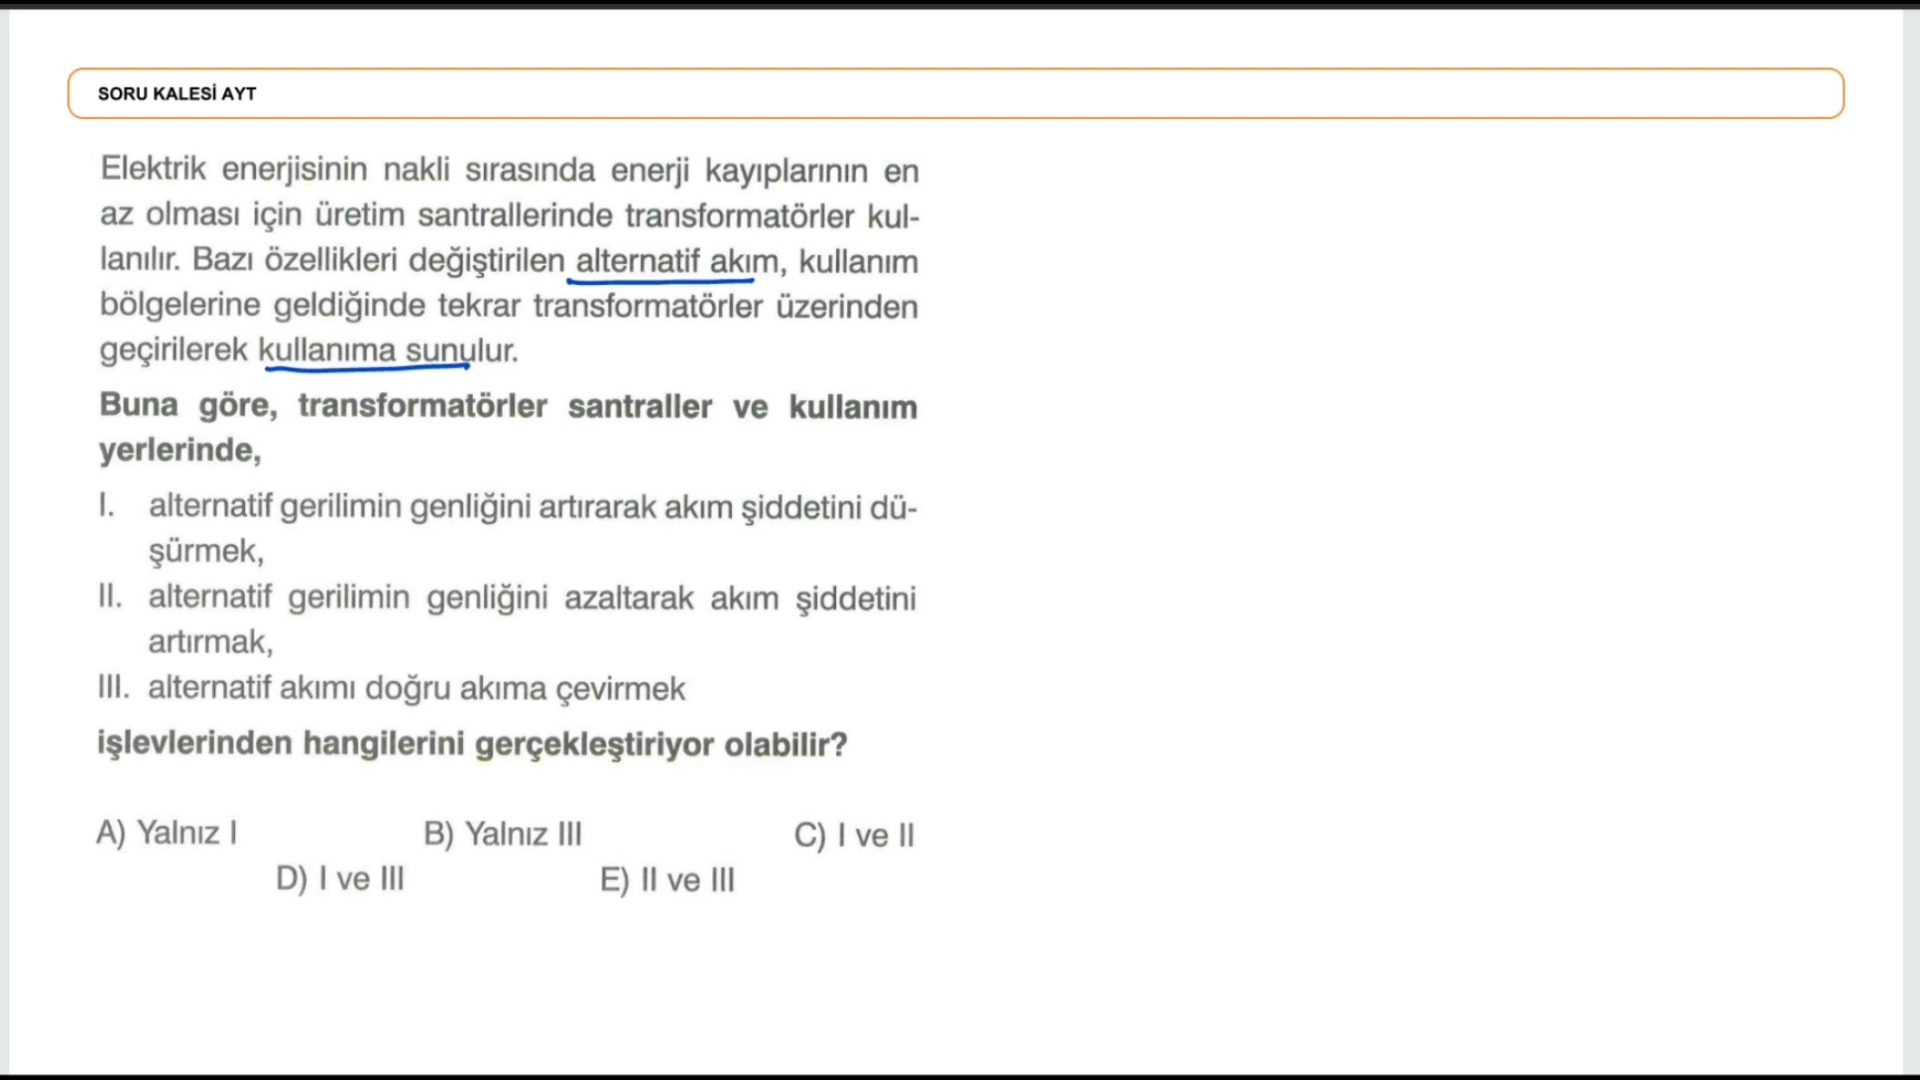 SORU KALESİ AYT
Elektrik enerjisinin nakli sırasında enerji kayıplarının en
az olması için üretim santrallerinde transformatörler kul-
lanılır. Bazı özellikleri değiştirilen alternatif akım, kullanım
bölgelerine geldiğinde tekrar transformatörler üzerinden
geçirilerek kullanıma sunulur.
Buna göre, transformatörler santraller ve kullanım
yerlerinde,
I. alternatif gerilimin genliğini artırarak akım şiddetini dü-
şürmek,
II. alternatif gerilimin genliğini azaltarak akım şiddetini
artırmak,
III. alternatif akımı doğru akıma çevirmek
işlevlerinden hangilerini gerçekleştiriyor olabilir?
A) Yalnız I B) Yalnız III C) I ve II
D) I ve III E) II ve III